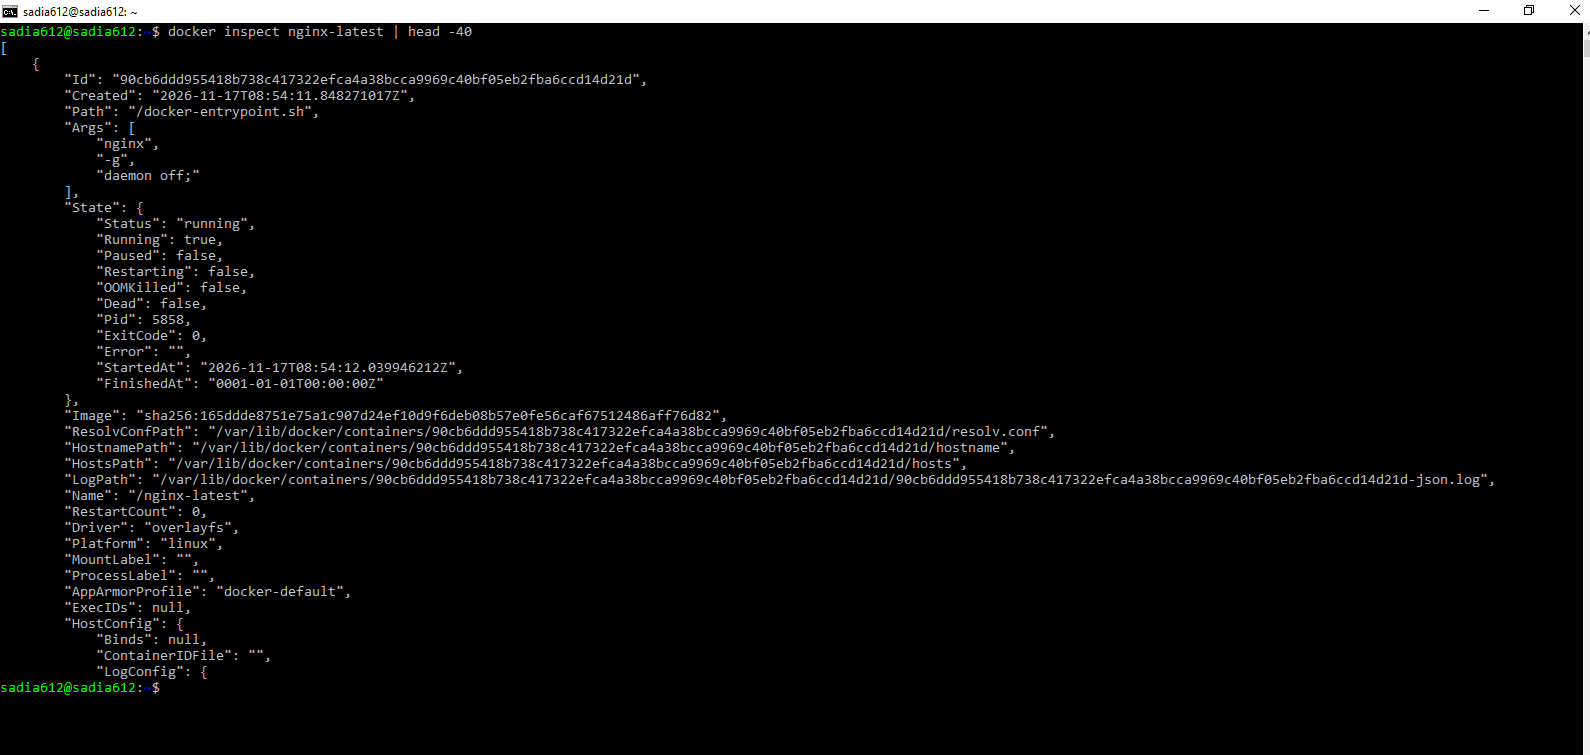 sadia612@sadia612: ~
sadia612@sadia612:~$ docker inspect nginx-latest | head -40
[
    {
        "Id": "90cb6ddd955418b738c417322efca4a38bcca9969c40bf05eb2fba6ccd14d21d",
        "Created": "2026-11-17T08:54:11.848271017Z",
        "Path": "/docker-entrypoint.sh",
        "Args": [
            "nginx",
            "-g",
            "daemon off;"
        ],
        "State": {
            "Status": "running",
            "Running": true,
            "Paused": false,
            "Restarting": false,
            "OOMKilled": false,
            "Dead": false,
            "Pid": 5858,
            "ExitCode": 0,
            "Error": "",
            "StartedAt": "2026-11-17T08:54:12.039946212Z",
            "FinishedAt": "0001-01-01T00:00:00Z"
        },
        "Image": "sha256:165ddde8751e75a1c907d24ef10d9f6deb08b57e0fe56caf67512486aff76d82",
        "ResolvConfPath": "/var/lib/docker/containers/90cb6ddd955418b738c417322efca4a38bcca9969c40bf05eb2fba6ccd14d21d/resolv.conf",
        "HostnamePath": "/var/lib/docker/containers/90cb6ddd955418b738c417322efca4a38bcca9969c40bf05eb2fba6ccd14d21d/hostname",
        "HostsPath": "/var/lib/docker/containers/90cb6ddd955418b738c417322efca4a38bcca9969c40bf05eb2fba6ccd14d21d/hosts",
        "LogPath": "/var/lib/docker/containers/90cb6ddd955418b738c417322efca4a38bcca9969c40bf05eb2fba6ccd14d21d/90cb6ddd955418b738c417322efca4a38bcca9969c40bf05eb2fba6ccd14d21d-json.log",
        "Name": "/nginx-latest",
        "RestartCount": 0,
        "Driver": "overlayfs",
        "Platform": "linux",
        "MountLabel": "",
        "ProcessLabel": "",
        "AppArmorProfile": "docker-default",
        "ExecIDs": null,
        "HostConfig": {
            "Binds": null,
            "ContainerIDFile": "",
            "LogConfig": {
sadia612@sadia612:~$